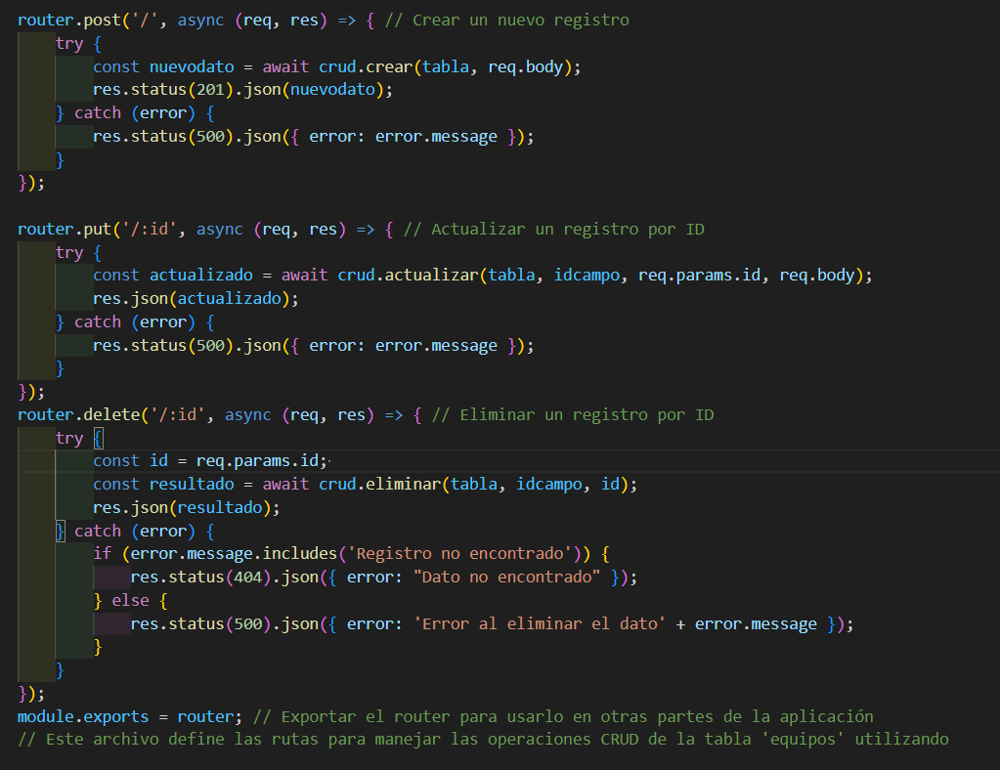 router.post('/', async (req, res) => { // Crear un nuevo registro
    try {
        const nuevodato = await crud.crear(tabla, req.body);
        res.status(201).json(nuevodato);
    } catch (error) {
        res.status(500).json({ error: error.message });
    }
});

router.put('/:id', async (req, res) => { // Actualizar un registro por ID
    try {
        const actualizado = await crud.actualizar(tabla, idcampo, req.params.id, req.body);
        res.json(actualizado);
    } catch (error) {
        res.status(500).json({ error: error.message });
    }
});
router.delete('/:id', async (req, res) => { // Eliminar un registro por ID
    try {
        const id = req.params.id;
        const resultado = await crud.eliminar(tabla, idcampo, id);
        res.json(resultado);
    } catch (error) {
        if (error.message.includes('Registro no encontrado')) {
            res.status(404).json({ error: "Dato no encontrado" });
        } else {
            res.status(500).json({ error: 'Error al eliminar el dato' + error.message });
        }
    }
});
module.exports = router; // Exportar el router para usarlo en otras partes de la aplicación
// Este archivo define las rutas para manejar las operaciones CRUD de la tabla 'equipos' utilizando